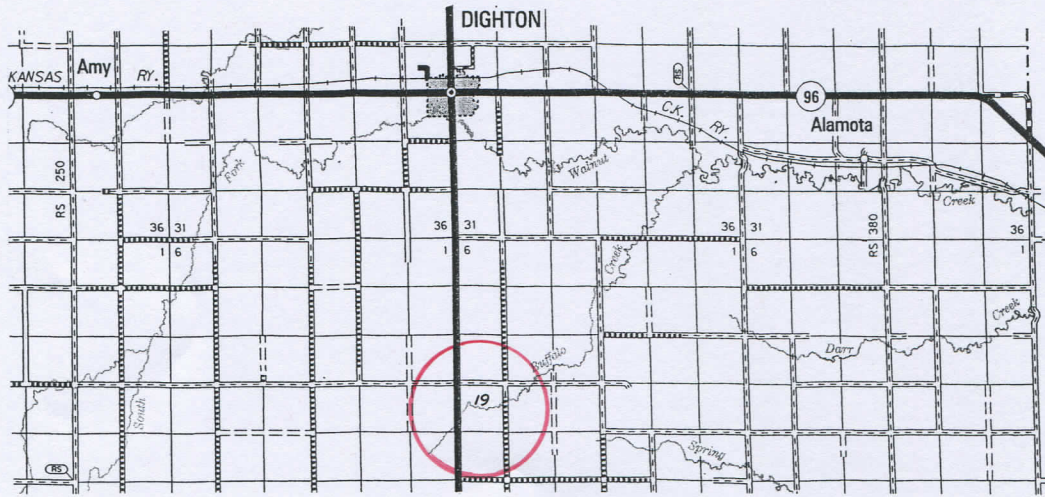 DIGHTON
KANSAS RY.
Amy
RS
96
C.K. RY.
Alamota
Fork
Walnut
RS 250
Creek
RS 380
Creek
36 31
36 31
36 31
36
1 6
1 6
1 6
1
Creek
Darr
Buffalo
19
South
Spring
RS